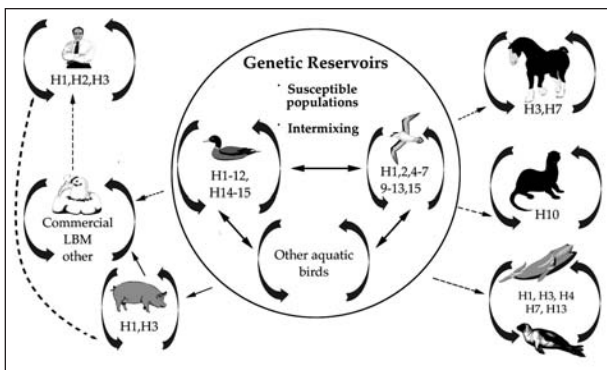 Genetic Reservoirs
· Susceptible
populations
· Intermixing
H1,H2,H3
H1-12,
H14-15
H1,2,4-7
9-13,15
Other aquatic
birds
Commercial
LBM
other
H1,H3
H3,H7
H10
H1, H3, H4
H7, H13